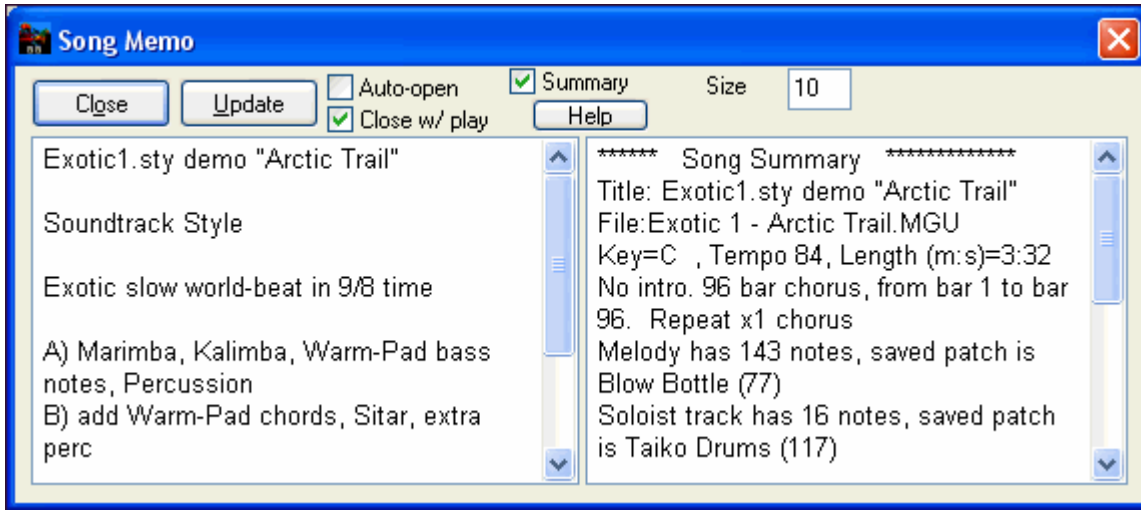 Song Memo
Close
Update
Auto-open
Close w/ play
Summary
Help
Size
10
Exotic1.sty demo "Arctic Trail"
Soundtrack Style
Exotic slow world-beat in 9/8 time
A) Marimba, Kalimba, Warm-Pad bass
notes, Percussion
B) add Warm-Pad chords, Sitar, extra
perc
****** Song Summary *************
Title: Exotic1.sty demo "Arctic Trail"
File:Exotic 1 - Arctic Trail.MGU
Key=C , Tempo 84, Length (m:s)=3:32
No intro. 96 bar chorus, from bar 1 to bar
96. Repeat x1 chorus
Melody has 143 notes, saved patch is
Blow Bottle (77)
Soloist track has 16 notes, saved patch
is Taiko Drums (117)